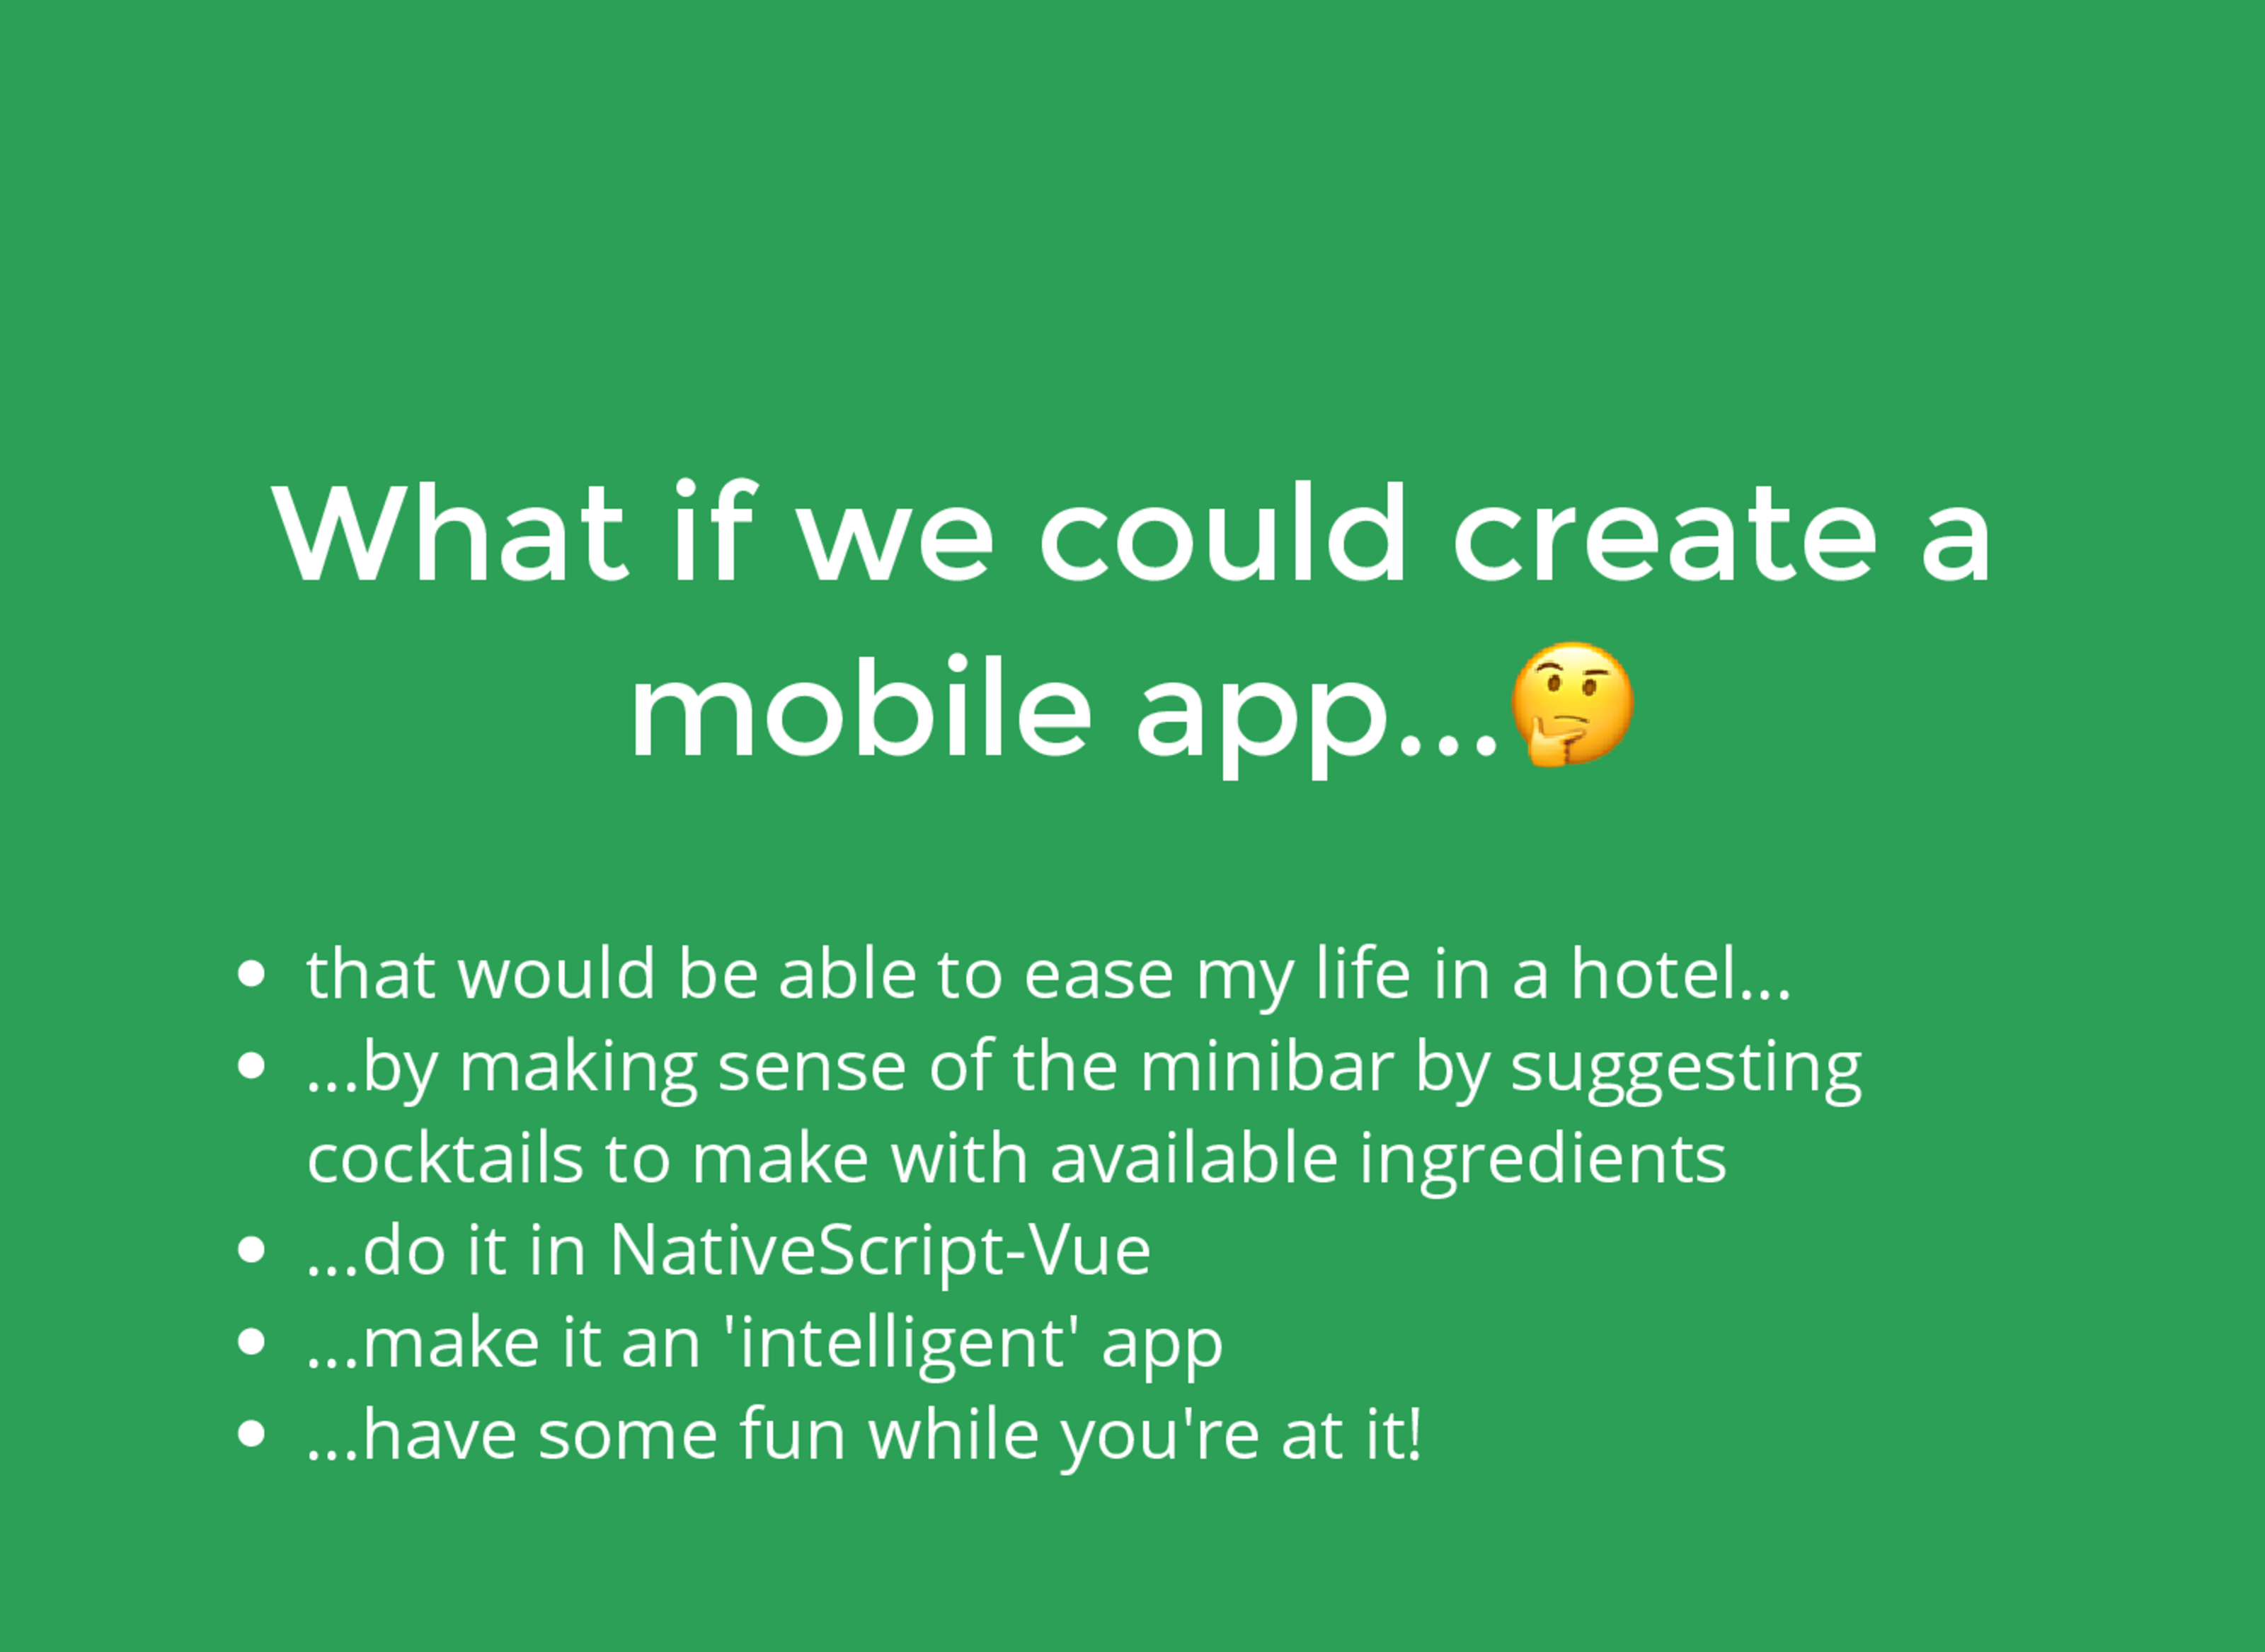 What if we could create a
mobile app...🤔
• that would be able to ease my life in a hotel...
• ...by making sense of the minibar by suggesting
cocktails to make with available ingredients
• ...do it in NativeScript-Vue
• ...make it an 'intelligent' app
• ...have some fun while you're at it!